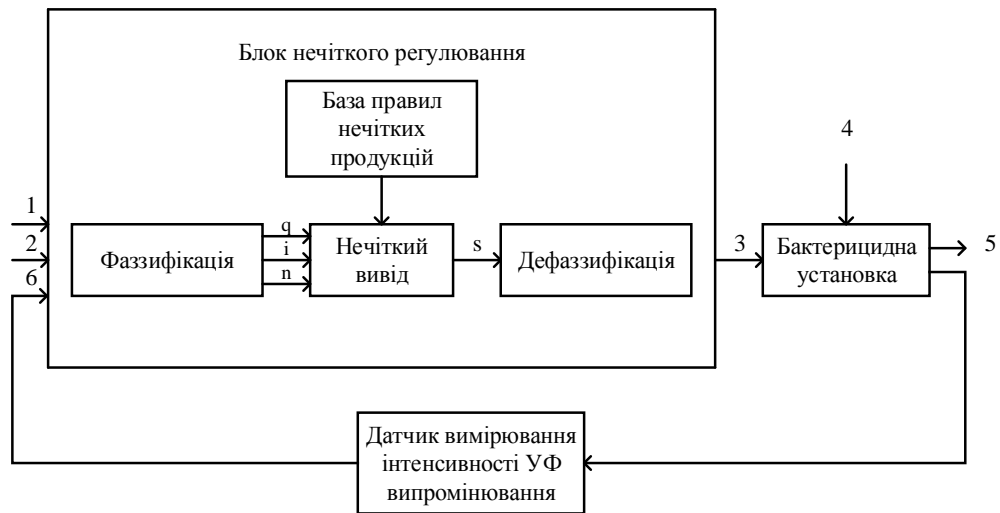 Блок нечіткого регулювання
База правил
нечітких
продукцій
4
1
2
6
Фаззифікація
q
i
n
Нечіткий
вивід
s
Дефаззифікація
3
Бактерицидна
установка
5
Датчик вимірювання
інтенсивності УФ
випромінювання